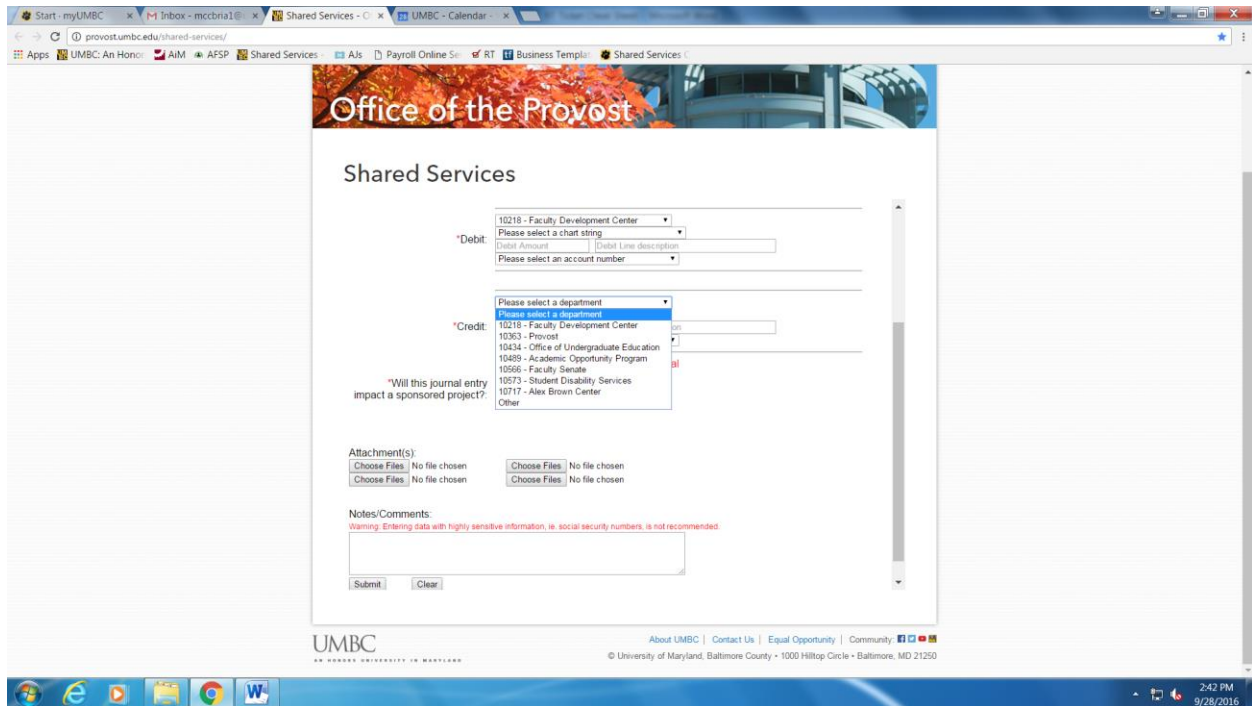 Start - myUMBC
Inbox - mccbria1@
Shared Services - O
UMBC - Calendar -
provost.umbc.edu/shared-services/
Apps UMBC: An Honor AiM AFSP Shared Services - AJs Payroll Online Se RT Business Templa Shared Services C
Office of the Provost
Shared Services
10218 - Faculty Development Center
*Debit: Please select a chart string
Debit Amount Debit Line description
Please select an account number
Please select a department
Please select a department
*Credit: 10218 - Faculty Development Center on
10363 - Provost
10434 - Office of Undergraduate Education
10489 - Academic Opportunity Program al
10566 - Faculty Senate
*Will this journal entry 10573 - Student Disability Services
impact a sponsored project?: 10717 - Alex Brown Center
Other
Attachment(s):
Choose Files No file chosen Choose Files No file chosen
Choose Files No file chosen Choose Files No file chosen
Notes/Comments:
Warning: Entering data with highly sensitive information, ie. social security numbers, is not recommended.
Submit Clear
UMBC About UMBC | Contact Us | Equal Opportunity | Community:
AN HONORS UNIVERSITY IN MARYLAND © University of Maryland, Baltimore County • 1000 Hilltop Circle • Baltimore, MD 21250
2:42 PM
9/28/2016